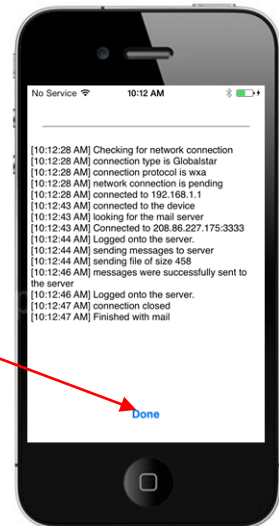 No Service 10:12 AM
[10:12:28 AM] Checking for network connection
[10:12:28 AM] connection type is Globalstar
[10:12:28 AM] connection protocol is wxa
[10:12:28 AM] network connection is pending
[10:12:28 AM] connected to 192.168.1.1
[10:12:43 AM] connected to the device
[10:12:43 AM] looking for the mail server
[10:12:43 AM] Connected to 208.86.227.175:3333
[10:12:44 AM] Logged onto the server.
[10:12:44 AM] sending messages to server
[10:12:44 AM] sending file of size 458
[10:12:46 AM] messages were successfully sent to
the server
[10:12:46 AM] Logged onto the server.
[10:12:47 AM] connection closed
[10:12:47 AM] Finished with mail
Done